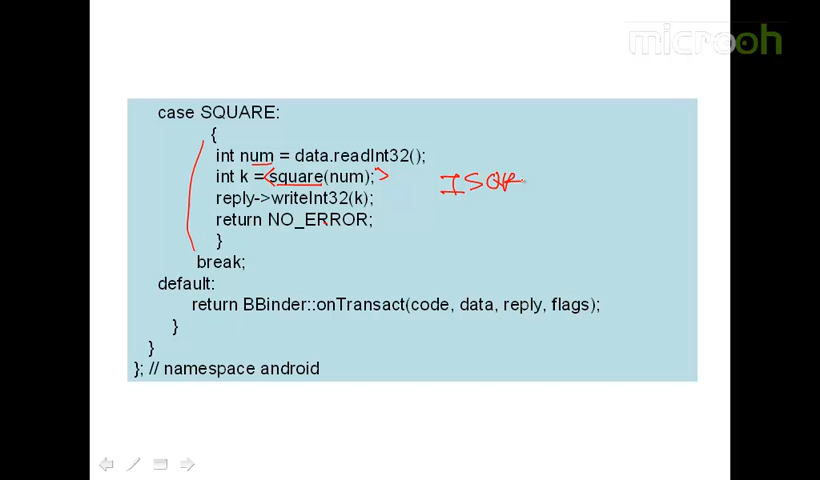 microoh
case SQUARE:
{
int num = data.readInt32();
int k = <square(num);>
ISQR
reply->writeInt32(k);
return NO_ERROR;
}
break;
default:
return BBinder::onTransact(code, data, reply, flags);
}
}
}; // namespace android